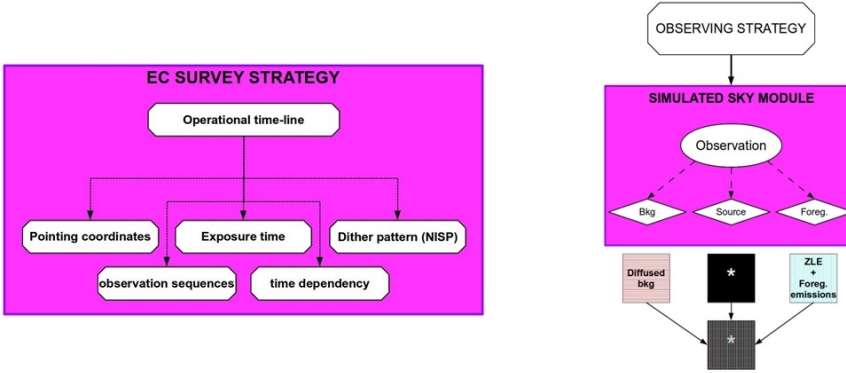 EC SURVEY STRATEGY
Operational time-line
Pointing coordinates
Exposure time
Dither pattern (NISP)
observation sequences
time dependency
OBSERVING STRATEGY
SIMULATED SKY MODULE
Observation
Bkg
Source
Foreg.
Diffused
bkg
*
ZLE
+
Foreg.
emissions
*